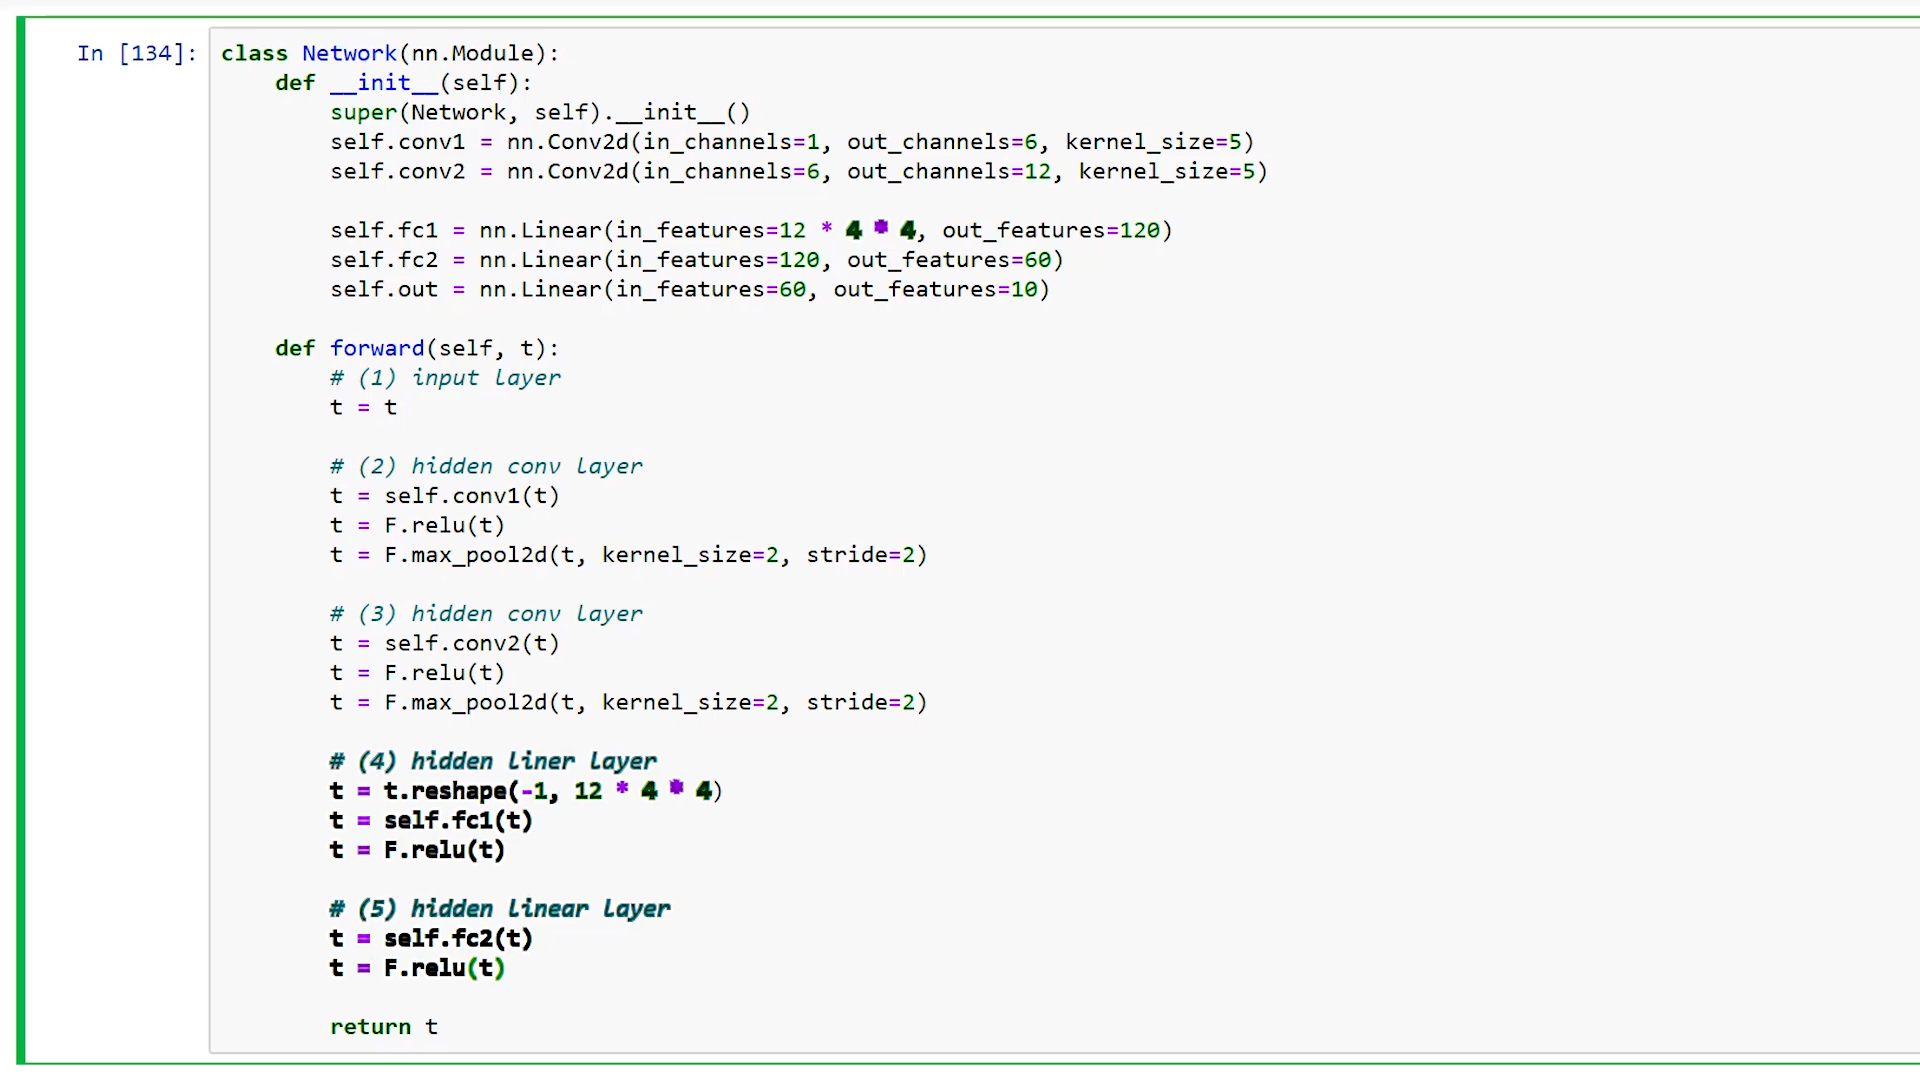 In [134]: class Network(nn.Module):
def __init__(self):
super(Network, self).__init__()
self.conv1 = nn.Conv2d(in_channels=1, out_channels=6, kernel_size=5)
self.conv2 = nn.Conv2d(in_channels=6, out_channels=12, kernel_size=5)
self.fc1 = nn.Linear(in_features=12 * 4 * 4, out_features=120)
self.fc2 = nn.Linear(in_features=120, out_features=60)
self.out = nn.Linear(in_features=60, out_features=10)
def forward(self, t):
# (1) input layer
t = t
# (2) hidden conv layer
t = self.conv1(t)
t = F.relu(t)
t = F.max_pool2d(t, kernel_size=2, stride=2)
# (3) hidden conv layer
t = self.conv2(t)
t = F.relu(t)
t = F.max_pool2d(t, kernel_size=2, stride=2)
# (4) hidden liner layer
t = t.reshape(-1, 12 * 4 * 4)
t = self.fc1(t)
t = F.relu(t)
# (5) hidden linear layer
t = self.fc2(t)
t = F.relu(t)
return t